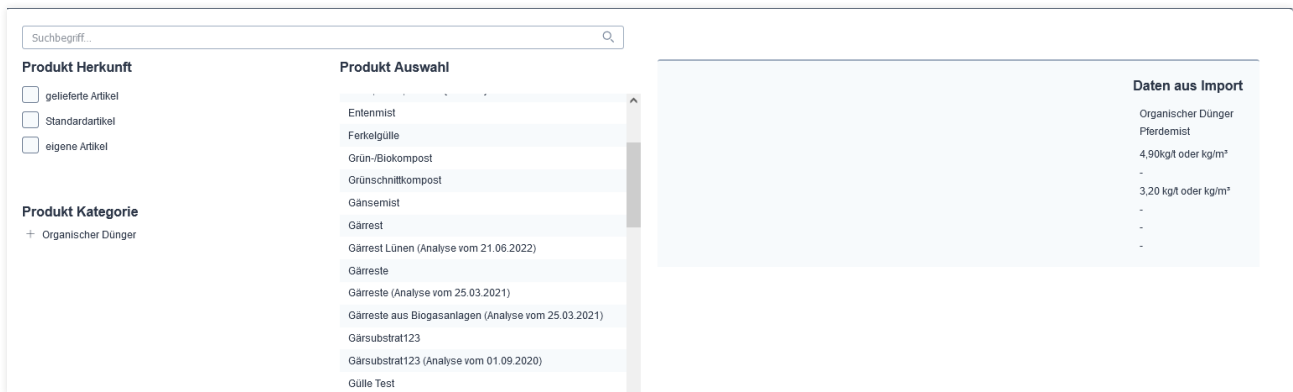 Suchbegriff...
Produkt Herkunft
gelieferte Artikel
Standardartikel
eigene Artikel
Produkt Kategorie
+ Organischer Dünger
Produkt Auswahl
Entenmist
Ferkelgülle
Grün-/Biokompost
Grünschnittkompost
Gänsemist
Gärrest
Gärrest Lünen (Analyse vom 21.06.2022)
Gärreste
Gärreste (Analyse vom 25.03.2021)
Gärreste aus Biogasanlagen (Analyse vom 25.03.2021)
Gärsubstrat123
Gärsubstrat123 (Analyse vom 01.09.2020)
Gülle Test
Daten aus Import
Organischer Dünger
Pferdemist
4,90kg/t oder kg/m³
-
3,20 kg/t oder kg/m³
-
-
-